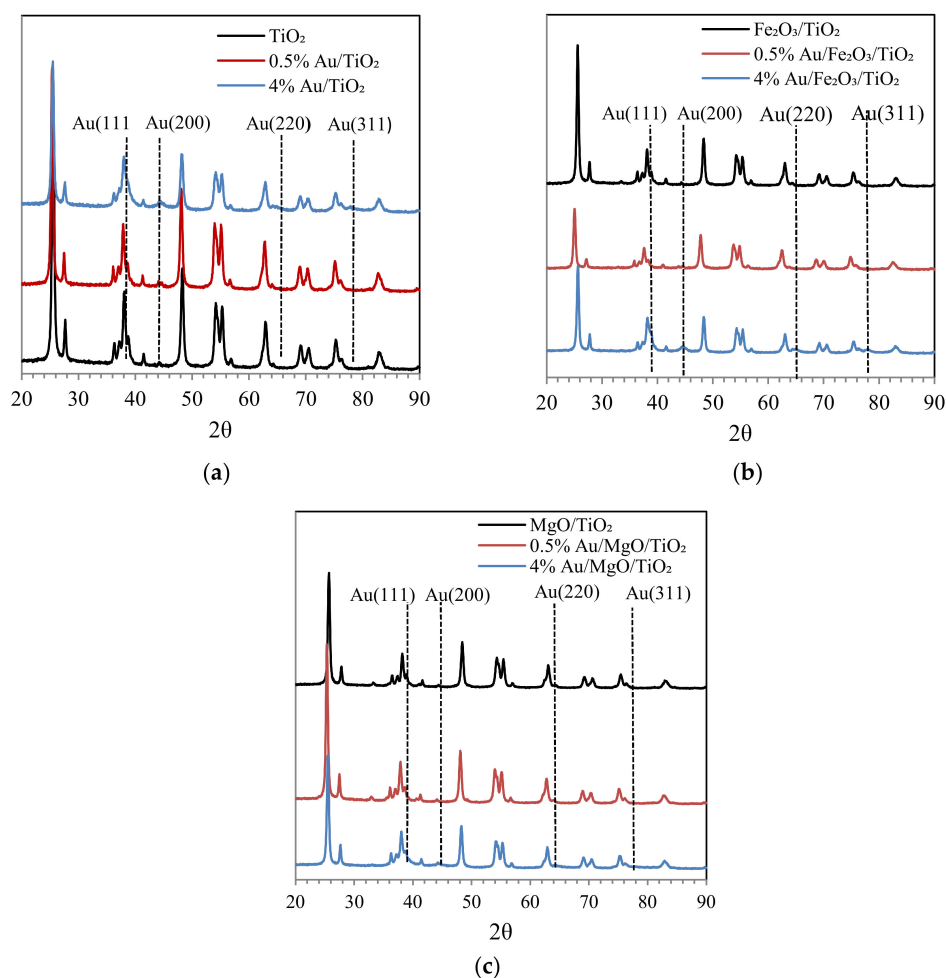 TiO₂
0.5% Au/TiO₂
4% Au/TiO₂
Au(111 Au(200) Au(220) Au(311)
20 30 40 50 60 70 80 90
2θ
(a)
Fe₂O₃/TiO₂
0.5% Au/Fe₂O₃/TiO₂
4% Au/Fe₂O₃/TiO₂
Au(111) Au(200) Au(220) Au(311)
20 30 40 50 60 70 80 90
2θ
(b)
MgO/TiO₂
0.5% Au/MgO/TiO₂
4% Au/MgO/TiO₂
Au(111) Au(200) Au(220) Au(311)
20 30 40 50 60 70 80 90
2θ
(c)